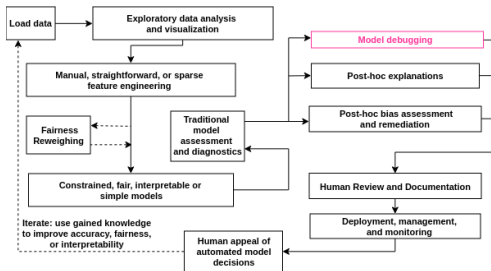 Load data
Exploratory data analysis
and visualization
Model debugging
Manual, straightforward, or sparse
feature engineering
Post-hoc explanations
Traditional
model
assessment
and diagnostics
Post-hoc bias assessment
and remediation
Fairness
Reweighing
Constrained, fair, interpretable or
simple models
Human Review and Documentation
Iterate: use gained knowledge
to improve accuracy, fairness,
or interpretability
Deployment, management,
and monitoring
Human appeal of
automated model
decisions